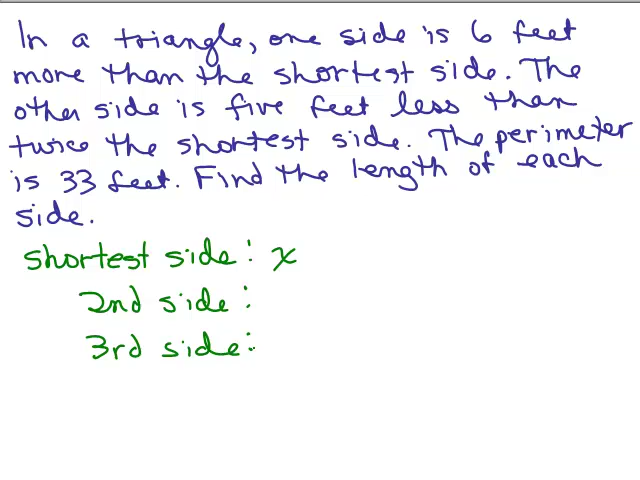 In a triangle, one side is 6 feet
more than the shortest side. The
other side is five feet less than
twice the shortest side. The perimeter
is 33 feet. Find the length of each
side.
shortest side: x
2nd side:
3rd side: